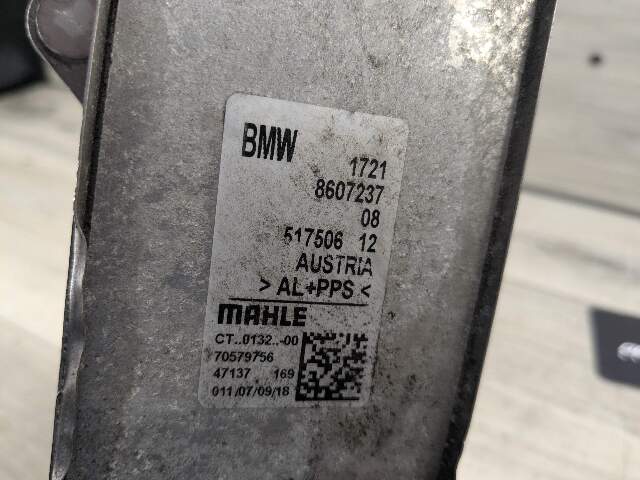 BMW
1721
8607237
08
517506 12
AUSTRIA
> AL+PPS <
MAHLE
CT..0132..-00
70579756
47137 169
011/07/09/18